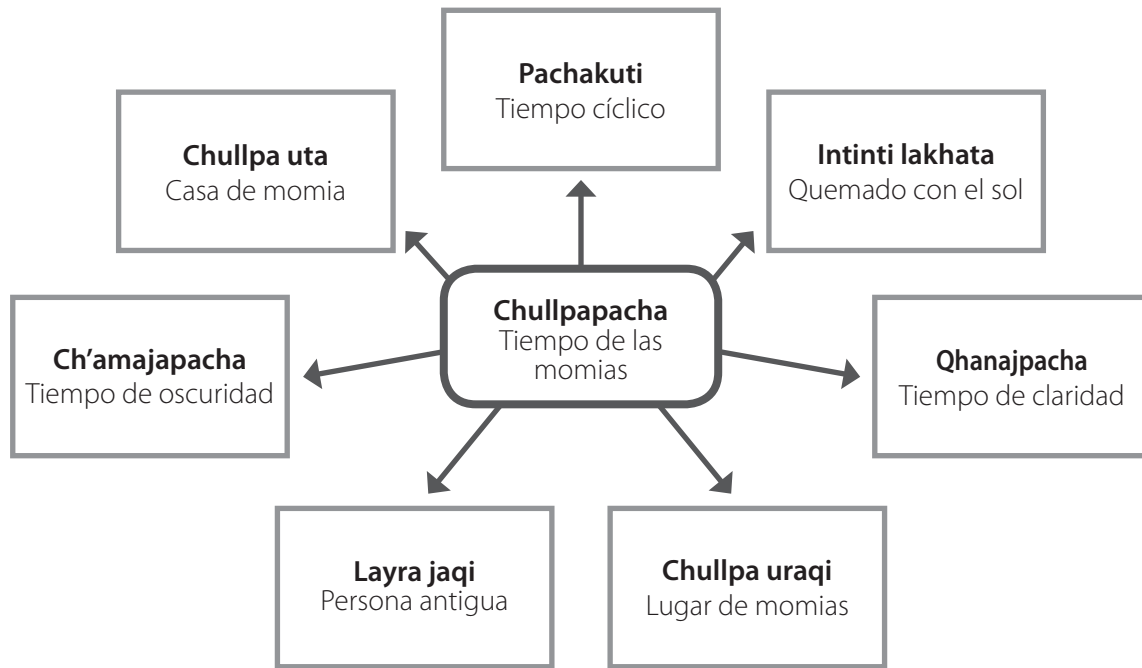 Pachakuti
Tiempo cíclico
Chullpa uta
Casa de momia
Intinti lakhata
Quemado con el sol
Chullpapacha
Tiempo de las
momias
Ch’amajapacha
Tiempo de oscuridad
Qhanajpacha
Tiempo de claridad
Layra jaqi
Persona antigua
Chullpa uraqi
Lugar de momias